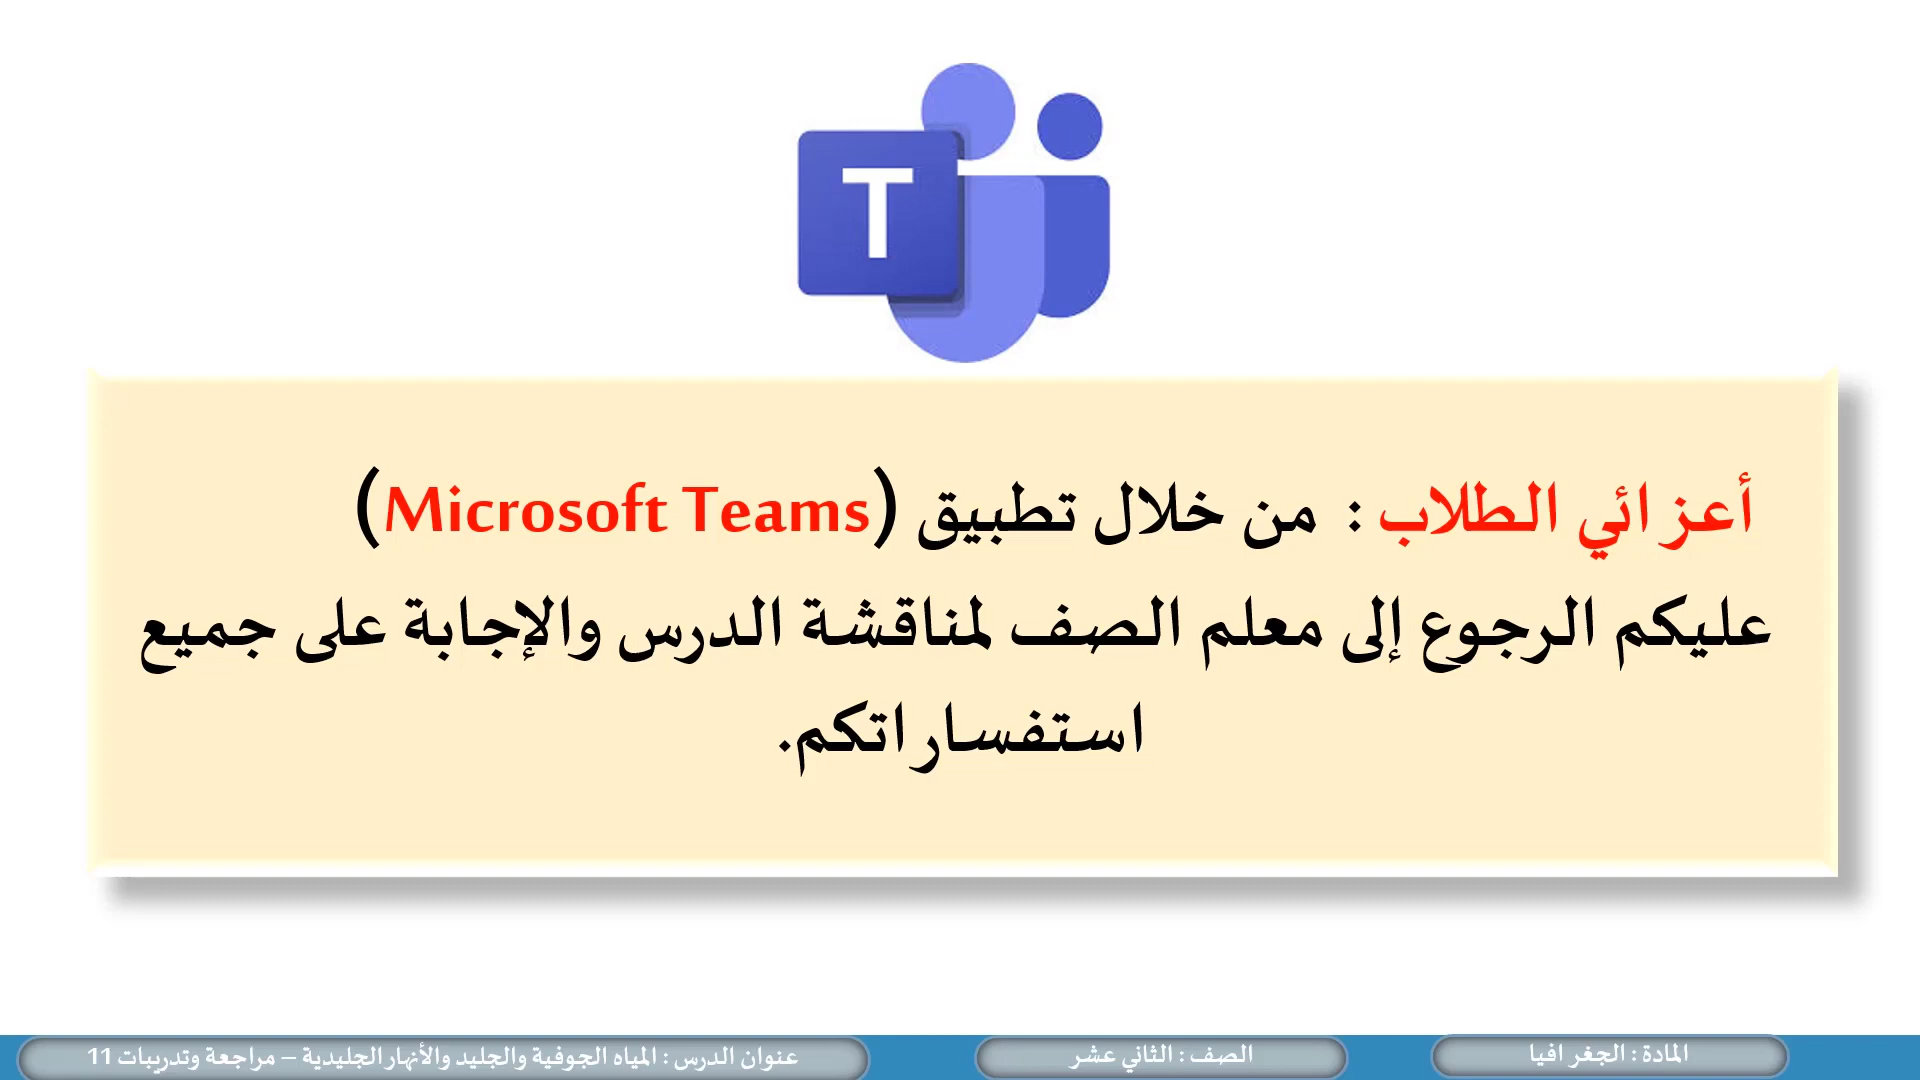 T
أعزائي الطلاب : من خلال تطبيق (Microsoft Teams)
عليكم الرجوع إلى معلم الصف لمناقشة الدرس والإجابة على جميع
استفساراتكم.
المادة : الجغرافيا
الصف : الثاني عشر
عنوان الدرس : المياه الجوفية والجليد والأنهار الجليدية – مراجعة وتدريبات 11